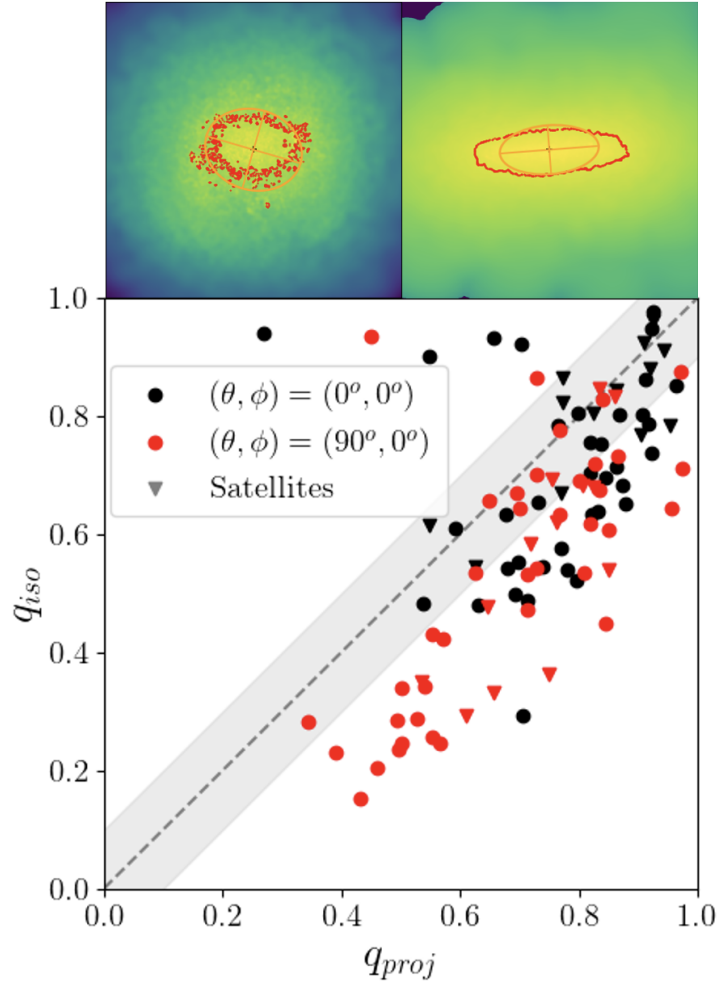 1.0
0.8
0.6
0.4
0.2
0.0
q_iso
(θ, ϕ) = (0°, 0°)
(θ, ϕ) = (90°, 0°)
Satellites
0.0 0.2 0.4 0.6 0.8 1.0
q_proj